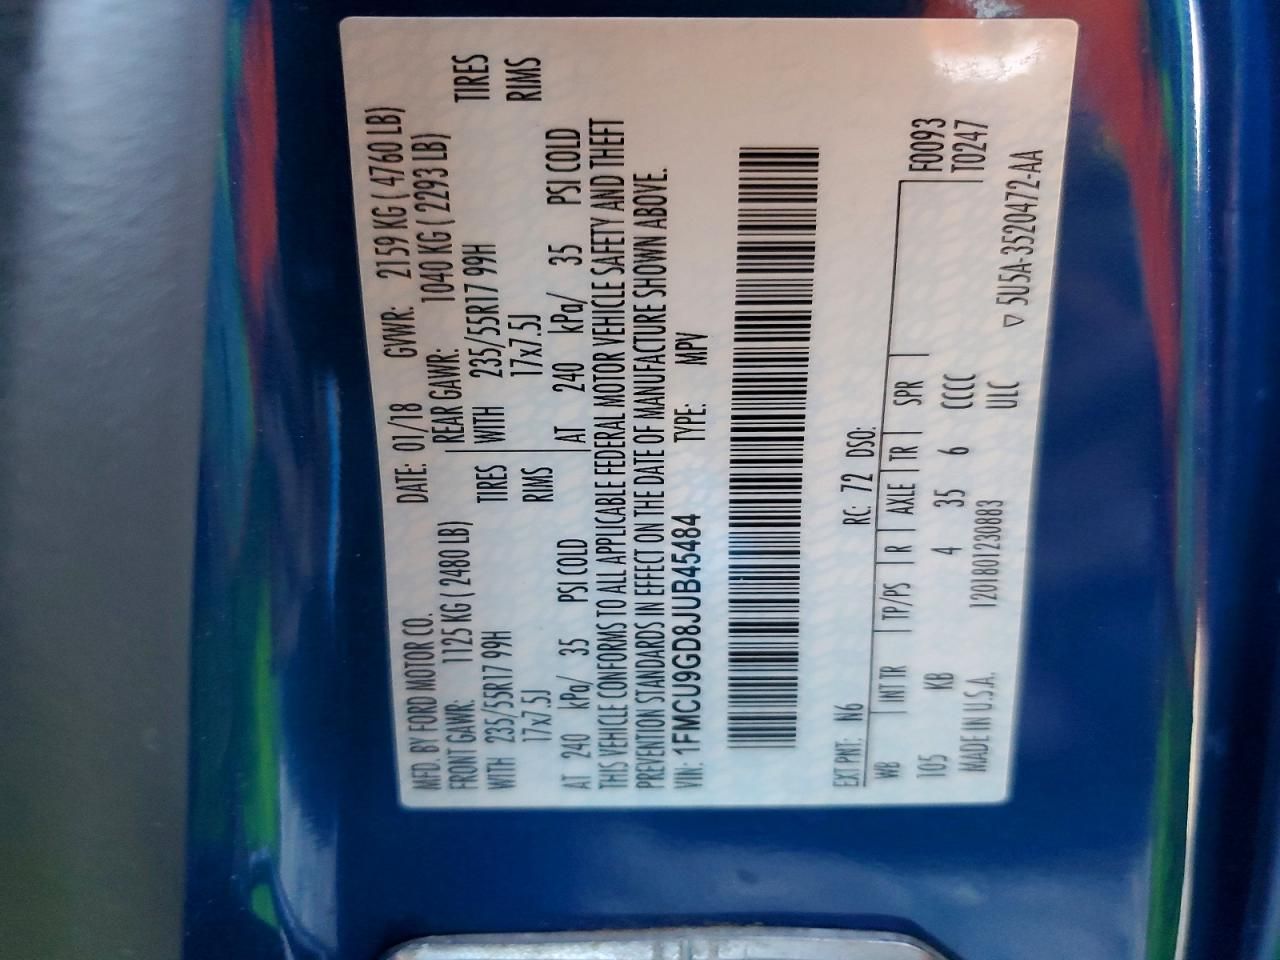 MFD. BY FORD MOTOR CO. DATE: 01/18 GVWR: 2159 KG ( 4760 LB)
FRONT GAWR: 1125 KG ( 2480 LB) REAR GAWR: 1040 KG ( 2293 LB)
WITH 235/55R17 99H TIRES WITH 235/55R17 99H TIRES
17x7.5J RIMS 17x7.5J RIMS
AT 240 kPa/ 35 PSI COLD AT 240 kPa/ 35 PSI COLD
THIS VEHICLE CONFORMS TO ALL APPLICABLE FEDERAL MOTOR VEHICLE SAFETY AND THEFT
PREVENTION STANDARDS IN EFFECT ON THE DATE OF MANUFACTURE SHOWN ABOVE.
VIN: 1FMCU9GD8JUB45484 TYPE: MPV
EXT PNT: N6 RC: 72 DSO:
WB INT TR TP/PS R AXLE TR SPR F0093
105 KB 4 35 6 CCCC T0247
MADE IN U.S.A. 1201801230883 ULC
▽ 5U5A-3520472-AA